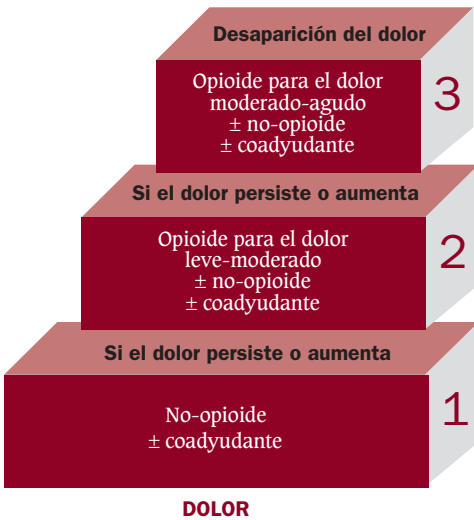 Desaparición del dolor
Opioide para el dolor
moderado-agudo
± no-opioide
± coadyudante
3
Si el dolor persiste o aumenta
Opioide para el dolor
leve-moderado
± no-opioide
± coadyudante
2
Si el dolor persiste o aumenta
No-opioide
± coadyudante
1
DOLOR